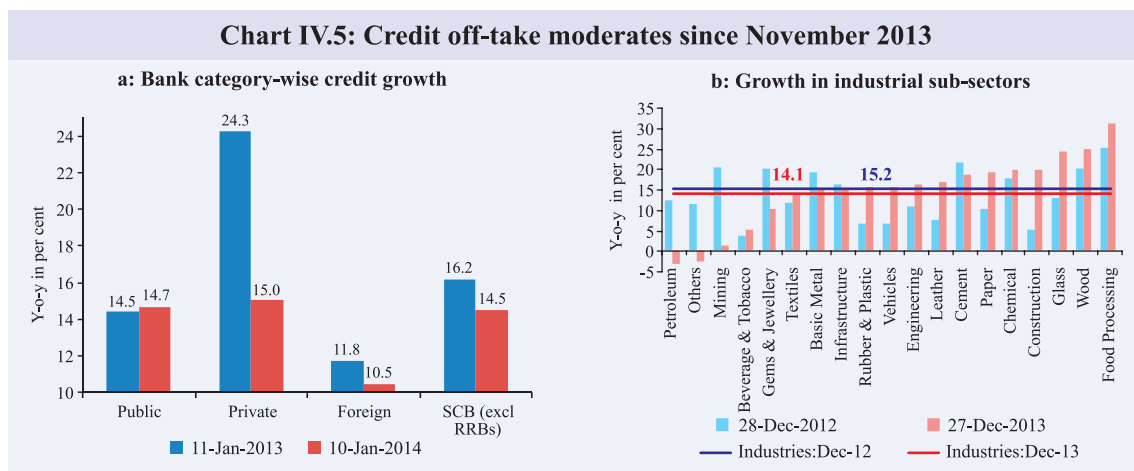 Chart IV.5: Credit off-take moderates since November 2013
a: Bank category-wise credit growth
Y-o-y in per cent
24
22
20
18
16
14
12
10
14.5
14.7
24.3
15.0
11.8
10.5
16.2
14.5
Public
Private
Foreign
SCB (excl
RRBs)
11-Jan-2013
10-Jan-2014
b: Growth in industrial sub-sectors
Y-o-y in per cent
35
30
25
20
15
10
5
0
-5
14.1
15.2
Petroleum
Others
Mining
Beverage & Tobacco
Gems & Jewellery
Textiles
Basic Metal
Infrastructure
Rubber & Plastic
Vehicles
Engineering
Leather
Cement
Paper
Chemical
Construction
Glass
Wood
Food Processing
28-Dec-2012
27-Dec-2013
Industries:Dec-12
Industries:Dec-13